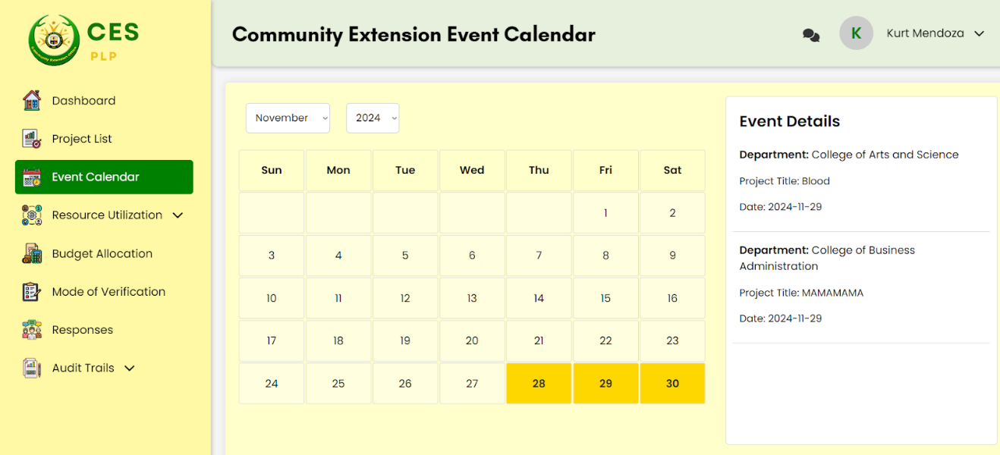 CES
PLP
Dashboard
Project List
Event Calendar
Resource Utilization
Budget Allocation
Mode of Verification
Responses
Audit Trails
Community Extension Event Calendar
K
Kurt Mendoza
November
2024
Sun Mon Tue Wed Thu Fri Sat
1 2
3 4 5 6 7 8 9
10 11 12 13 14 15 16
17 18 19 20 21 22 23
24 25 26 27 28 29 30
Event Details
Department: College of Arts and Science
Project Title: Blood
Date: 2024-11-29
Department: College of Business
Administration
Project Title: MAMAMAMA
Date: 2024-11-29